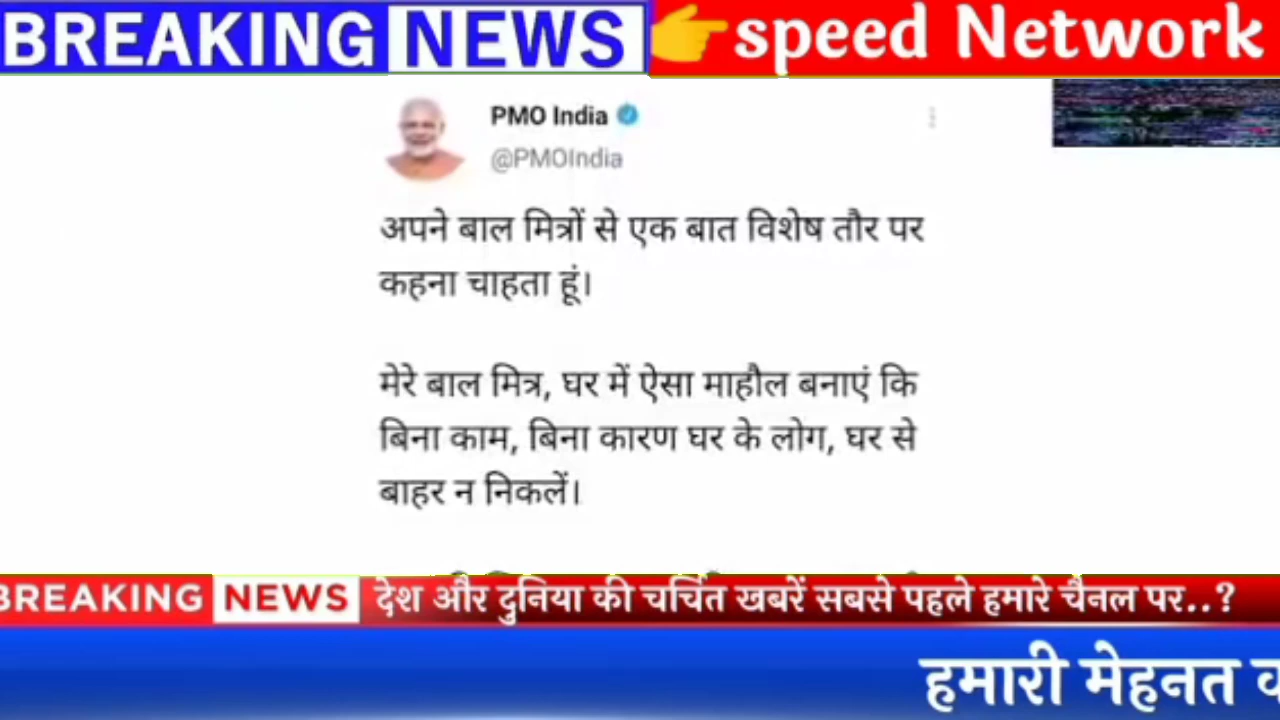 BREAKING NEWS 👉speed Network
PMO India
@PMOIndia
अपने बाल मित्रों से एक बात विशेष तौर पर
कहना चाहता हूं।
मेरे बाल मित्र, घर में ऐसा माहौल बनाएं कि
बिना काम, बिना कारण घर के लोग, घर से
बाहर न निकलें।
BREAKING NEWS देश और दुनिया की चर्चित खबरें सबसे पहले हमारे चैनल पर..?
हमारी मेहनत